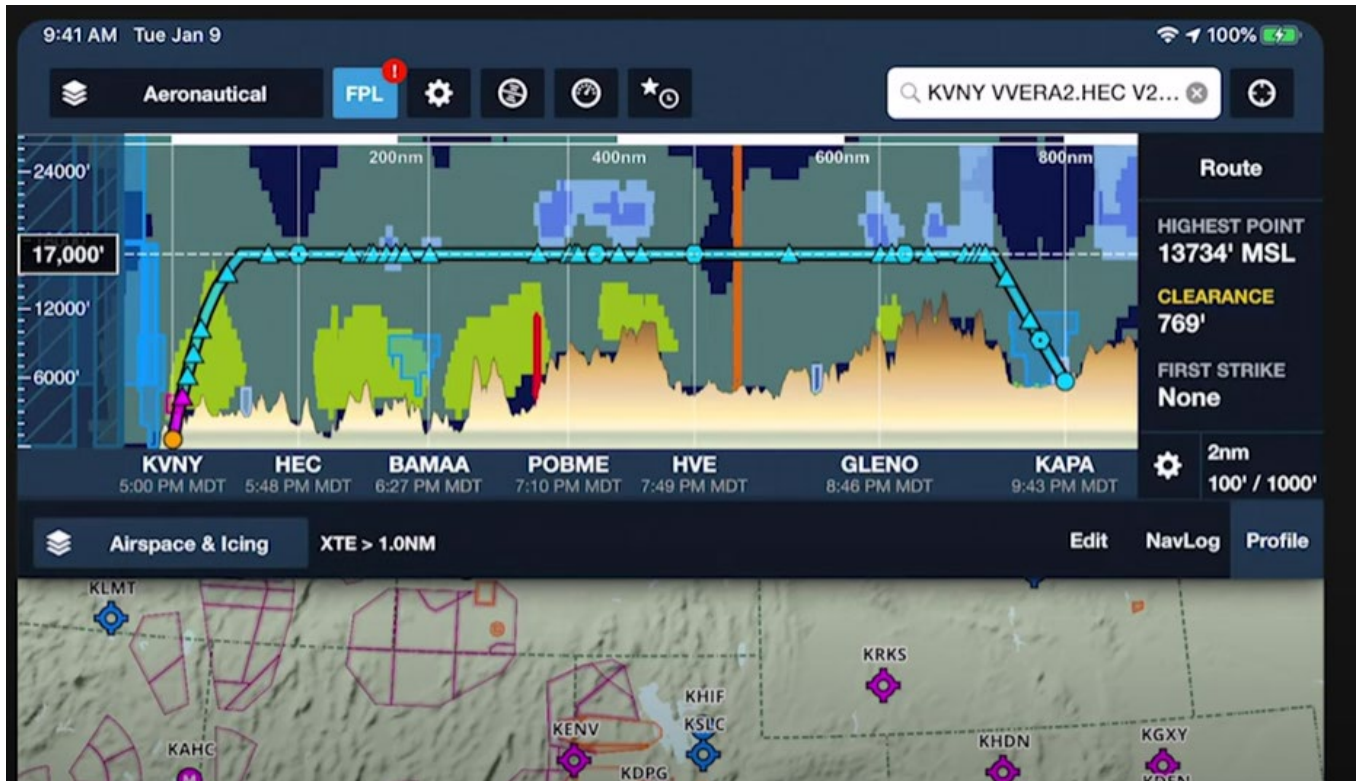 9:41 AM Tue Jan 9
100%
Aeronautical
FPL
!
KVNY VVERA2.HEC V2...
24000'
17,000'
12000'
6000'
200nm
400nm
600nm
800nm
Route
HIGHEST POINT
13734' MSL
CLEARANCE
769'
FIRST STRIKE
None
2nm
100' / 1000'
KVNY HEC BAMAA POBME HVE GLENO KAPA
5:00 PM MDT 5:48 PM MDT 6:27 PM MDT 7:10 PM MDT 7:49 PM MDT 8:46 PM MDT 9:43 PM MDT
Airspace & Icing XTE > 1.0NM Edit NavLog Profile
KLMT
KRKS
KHIF
KENV
KSLC
KAHC
M
KHDN
KGXY
KDPG
KDEN